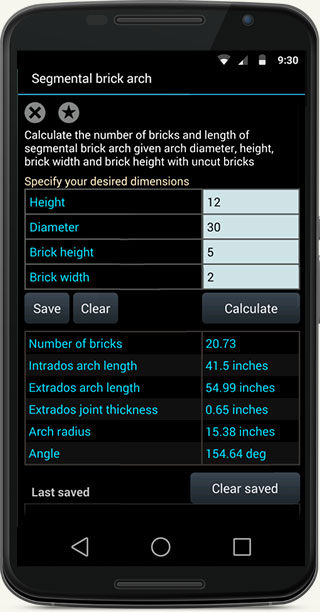 9:30
Segmental brick arch
Calculate the number of bricks and length of
segmental brick arch given arch diameter, height,
brick width and brick height with uncut bricks
Specify your desired dimensions
Height 12
Diameter 30
Brick height 5
Brick width 2
Save Clear Calculate
Number of bricks 20.73
Intrados arch length 41.5 inches
Extrados arch length 54.99 inches
Extrados joint thickness 0.65 inches
Arch radius 15.38 inches
Angle 154.64 deg
Last saved Clear saved